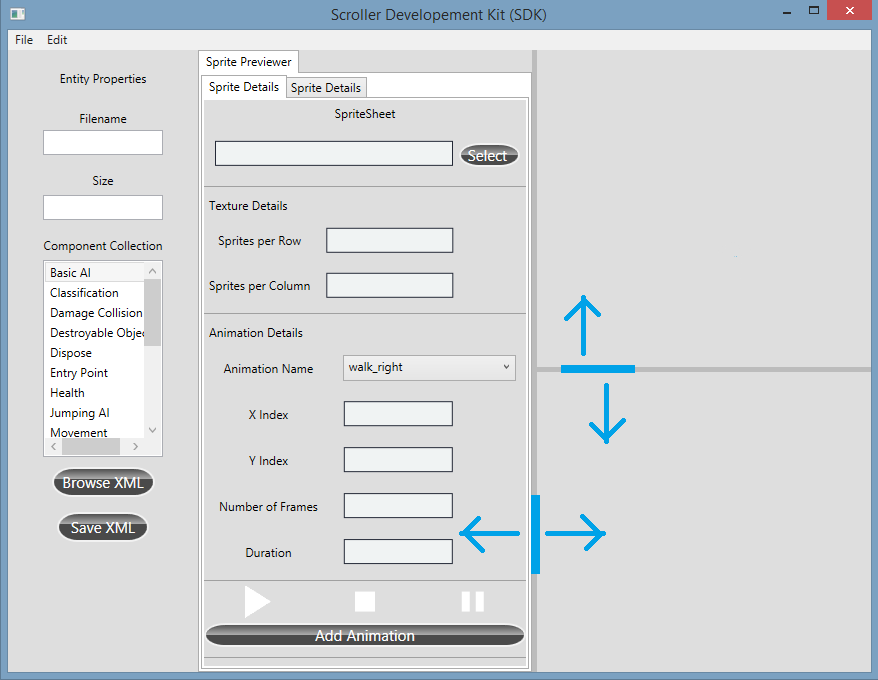 Scroller Developement Kit (SDK)
File Edit
Entity Properties
Filename
Size
Component Collection
Basic AI
Classification
Damage Collision
Destroyable Objec
Dispose
Entry Point
Health
Jumping AI
Movement
Browse XML
Save XML
Sprite Previewer
Sprite Details Sprite Details
SpriteSheet
Select
Texture Details
Sprites per Row
Sprites per Column
Animation Details
Animation Name walk_right
X Index
Y Index
Number of Frames
Duration
Add Animation